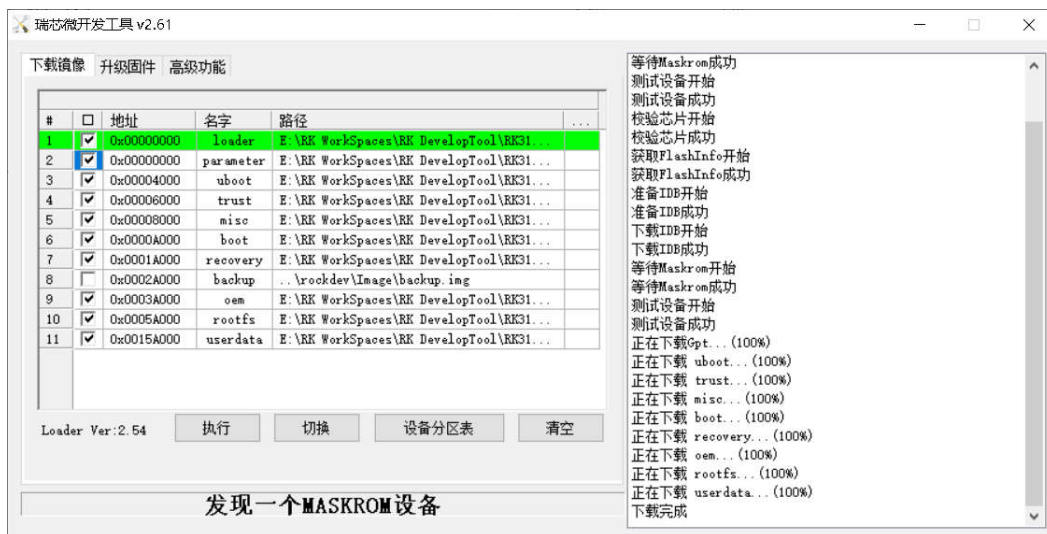 瑞芯微开发工具 v2.61
下载镜像 升级固件 高级功能
# 地址 名字 路径 ...
1 0x00000000 loader E:\RK WorkSpaces\RK DevelopTool\RK31...
2 0x00000000 parameter E:\RK WorkSpaces\RK DevelopTool\RK31...
3 0x00004000 uboot E:\RK WorkSpaces\RK DevelopTool\RK31...
4 0x00006000 trust E:\RK WorkSpaces\RK DevelopTool\RK31...
5 0x00008000 misc E:\RK WorkSpaces\RK DevelopTool\RK31...
6 0x0000A000 boot E:\RK WorkSpaces\RK DevelopTool\RK31...
7 0x0001A000 recovery E:\RK WorkSpaces\RK DevelopTool\RK31...
8 0x0002A000 backup ..\rockdev\Image\backup.img
9 0x0003A000 oem E:\RK WorkSpaces\RK DevelopTool\RK31...
10 0x0005A000 rootfs E:\RK WorkSpaces\RK DevelopTool\RK31...
11 0x0015A000 userdata E:\RK WorkSpaces\RK DevelopTool\RK31...
Loader Ver:2.54 执行 切换 设备分区表 清空
发现一个MASKROM设备
等待Maskrom成功
测试设备开始
测试设备成功
校验芯片开始
校验芯片成功
获取FlashInfo开始
获取FlashInfo成功
准备IDB开始
准备IDB成功
下载IDB开始
下载IDB成功
等待Maskrom开始
等待Maskrom成功
测试设备开始
测试设备成功
正在下载Gpt...(100%)
正在下载 uboot...(100%)
正在下载 trust...(100%)
正在下载 misc...(100%)
正在下载 boot...(100%)
正在下载 recovery...(100%)
正在下载 oem...(100%)
正在下载 rootfs...(100%)
正在下载 userdata...(100%)
下载完成